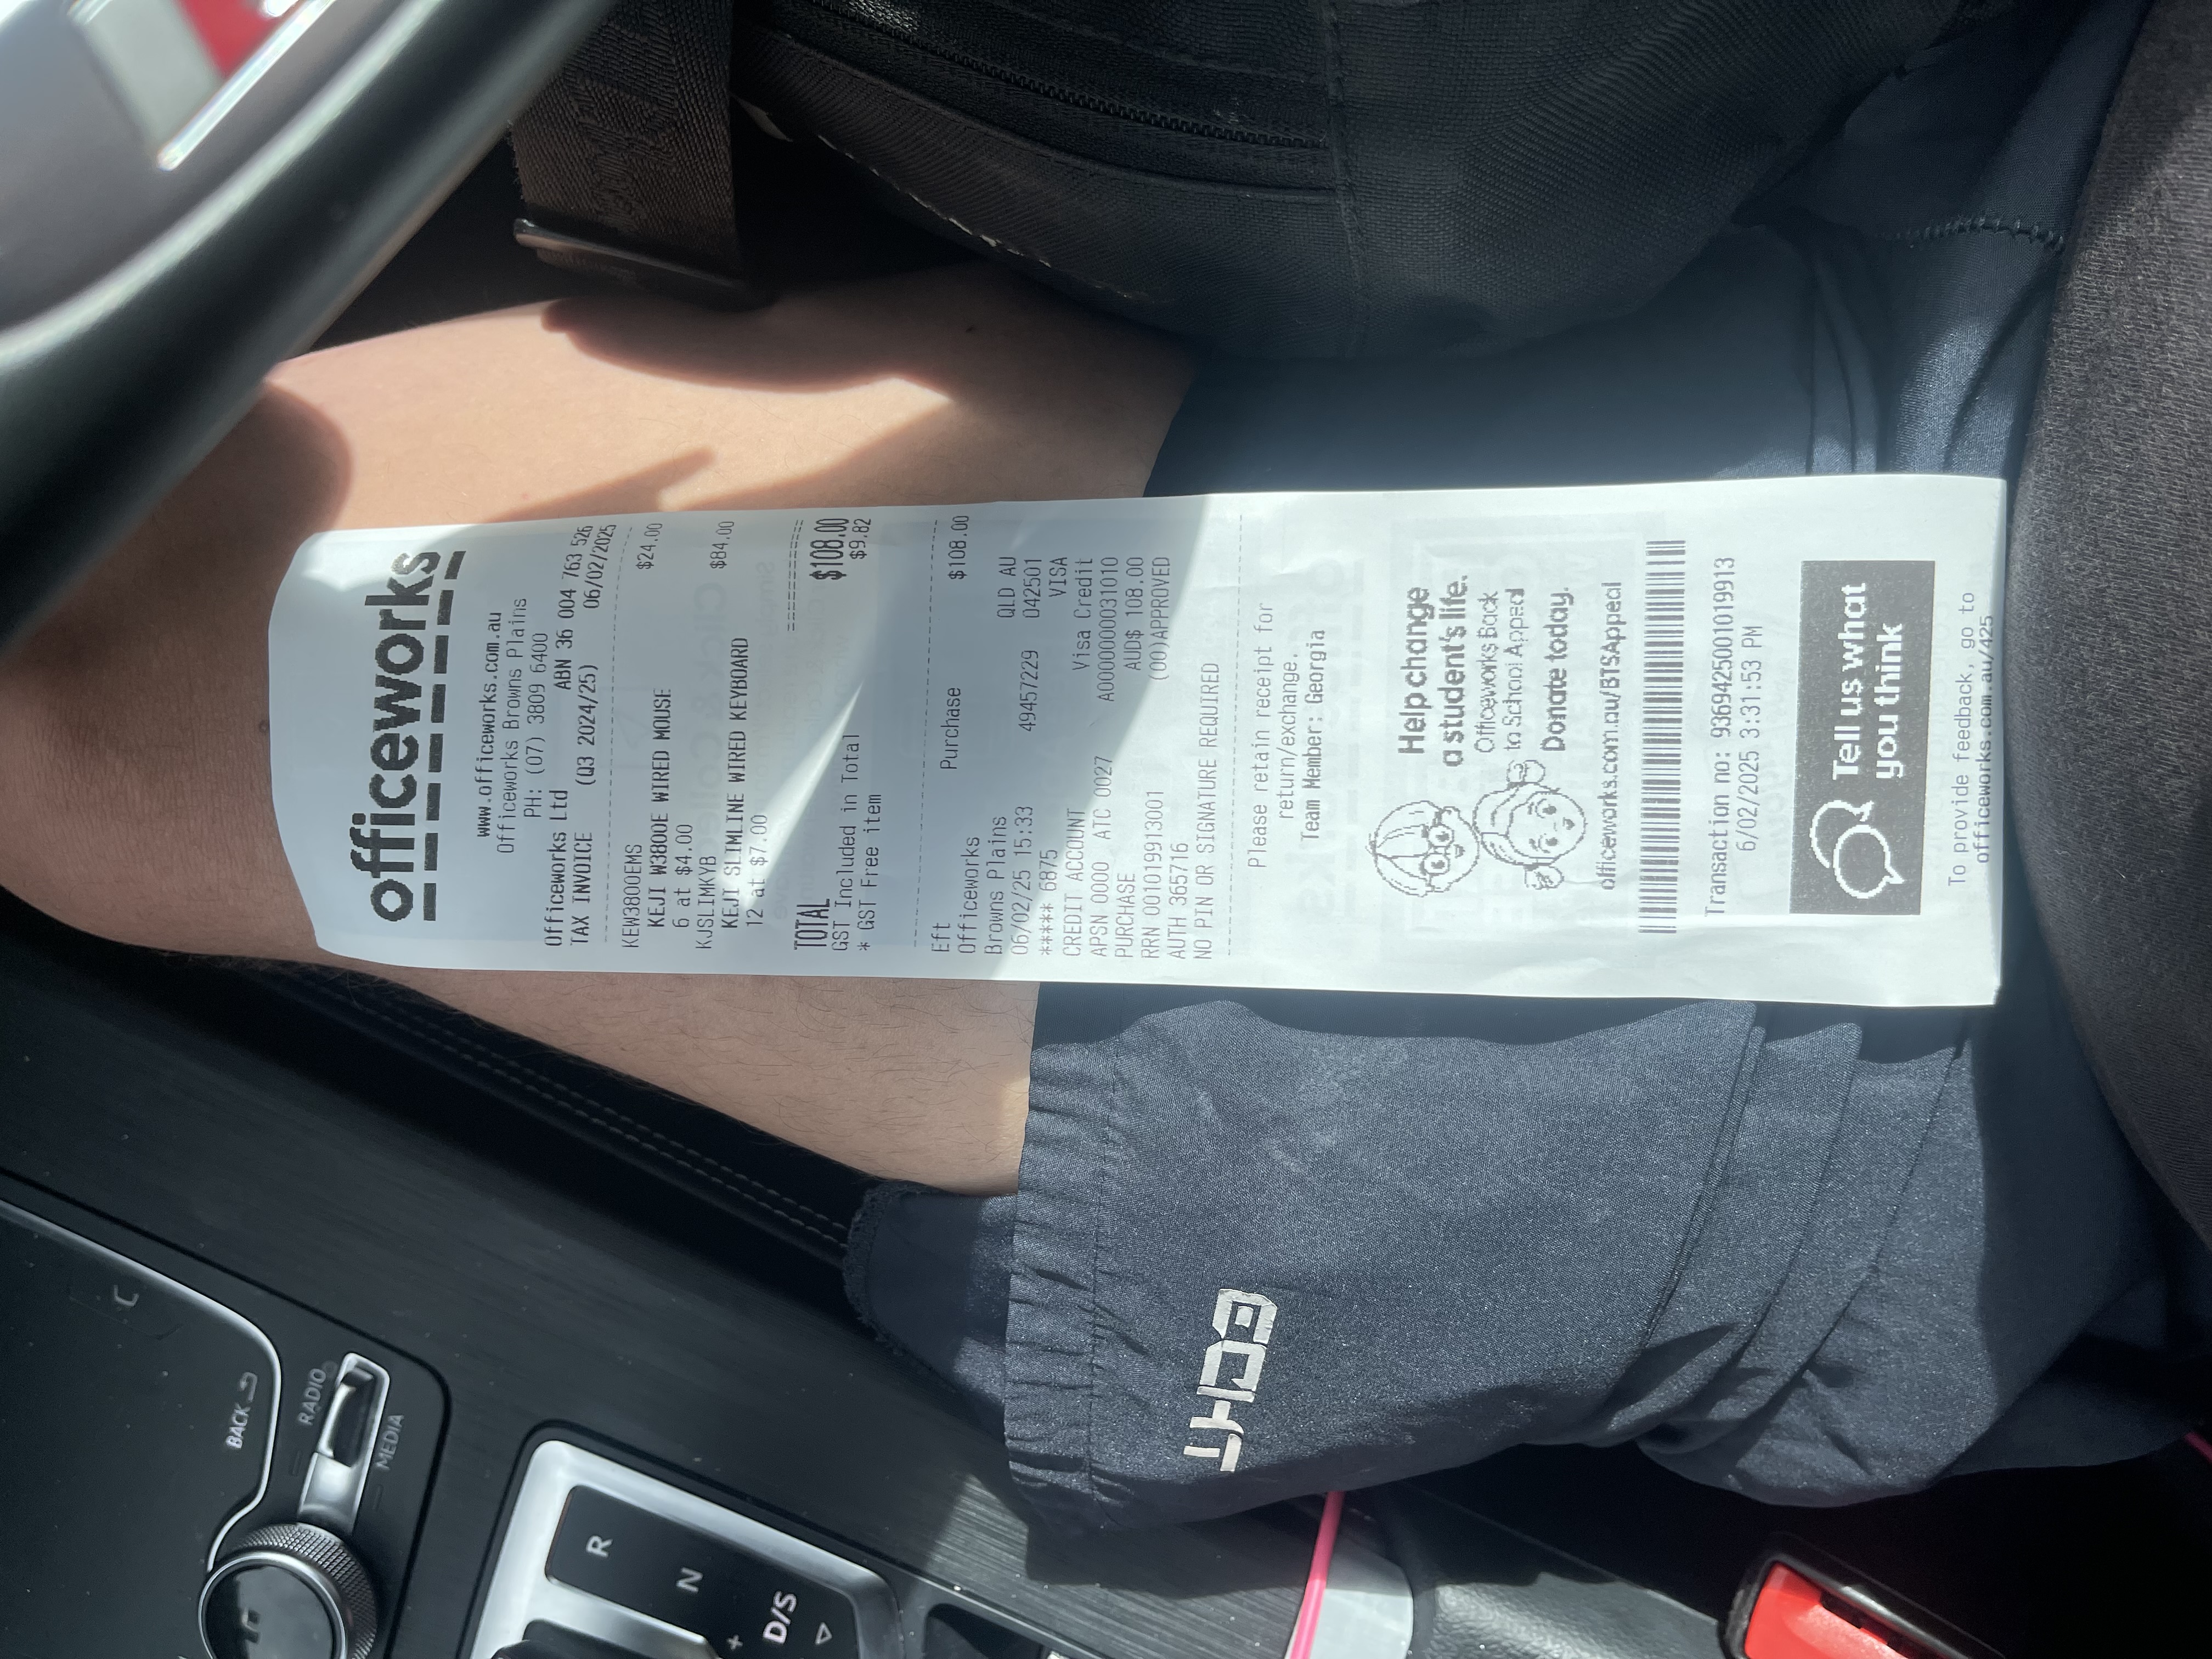 BACK
RADIO
MEDIA
R
N
+
D/S
officeworks
www.officeworks.com.au
Officeworks Browns Plains
PH: (07) 3809 6400
Officeworks Ltd ABN 36 004 763 526
TAX INVOICE (Q3 2024/25) 06/02/2025
KEW3800EMS $24.00
KEJI W3800E WIRED MOUSE
6 at $4.00
KJSLIMKYB $84.00
KEJI SLIMLINE WIRED KEYBOARD
12 at $7.00
============
TOTAL $108.00
GST Included in Total $9.82
* GST Free item
Eft Purchase $108.00
Officeworks
Browns Plains QLD AU
06/02/25 15:33 49457229 042501
***** 6875 VISA
CREDIT ACCOUNT Visa Credit
APSN 0000 ATC 0027 A0000000031010
PURCHASE AUD$ 108.00
RRN 001019913001 (00)APPROVED
AUTH 365716
NO PIN OR SIGNATURE REQUIRED
Please retain receipt for
return/exchange.
Team Member: Georgia
Help change
a student's life.
Officeworks Back
to School Appeal
Donate today.
officeworks.com.au/BTSAppeal
Transaction no: 9369425001019913
6/02/2025 3:31:53 PM
Tell us what
you think
To provide feedback, go to
officeworks.com.au/425